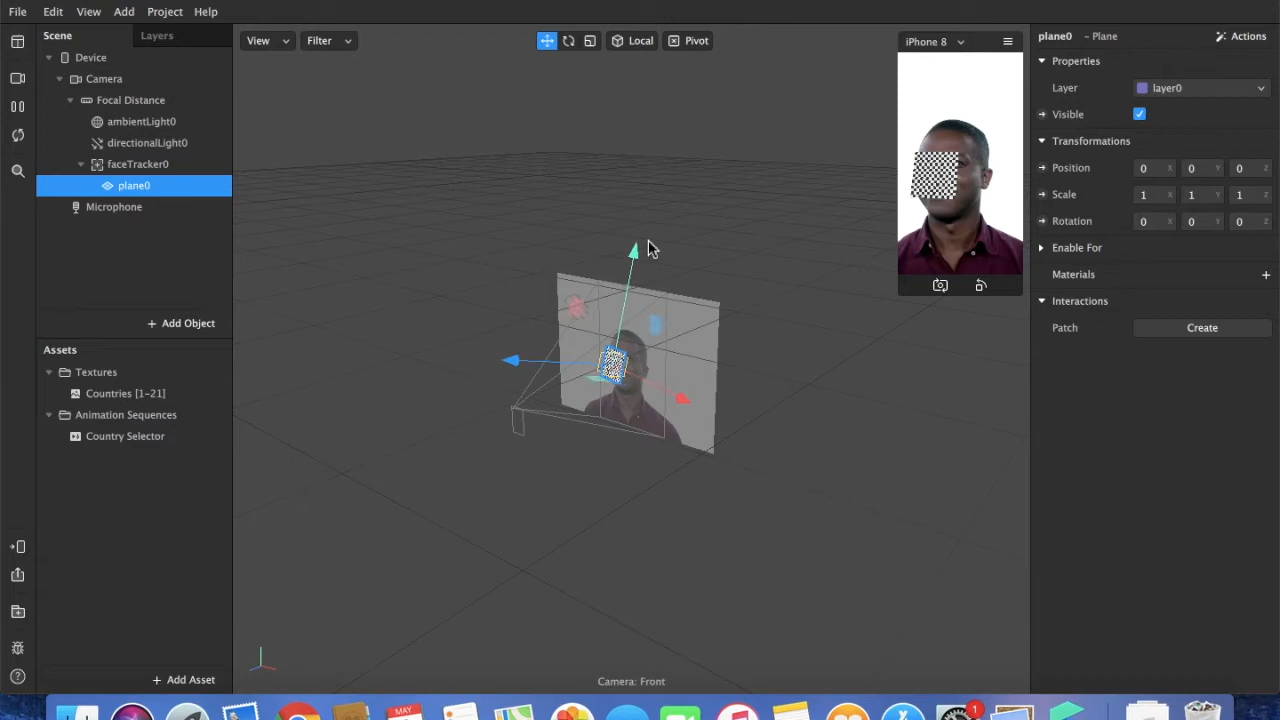 File Edit View Add Project Help
Scene Layers
Device
Camera
Focal Distance
ambientLight0
directionalLight0
faceTracker0
plane0
Microphone
+ Add Object
Assets
Textures
Countries [1-21]
Animation Sequences
Country Selector
+ Add Asset
View Filter Local Pivot
iPhone 8
Camera: Front
plane0 – Plane Actions
Properties
Layer layer0
Visible
Transformations
Position 0 X 0 Y 0 Z
Scale 1 X 1 Y 1 Z
Rotation 0 X 0 Y 0 Z
Enable For
Materials +
Interactions
Patch Create
MAY
1